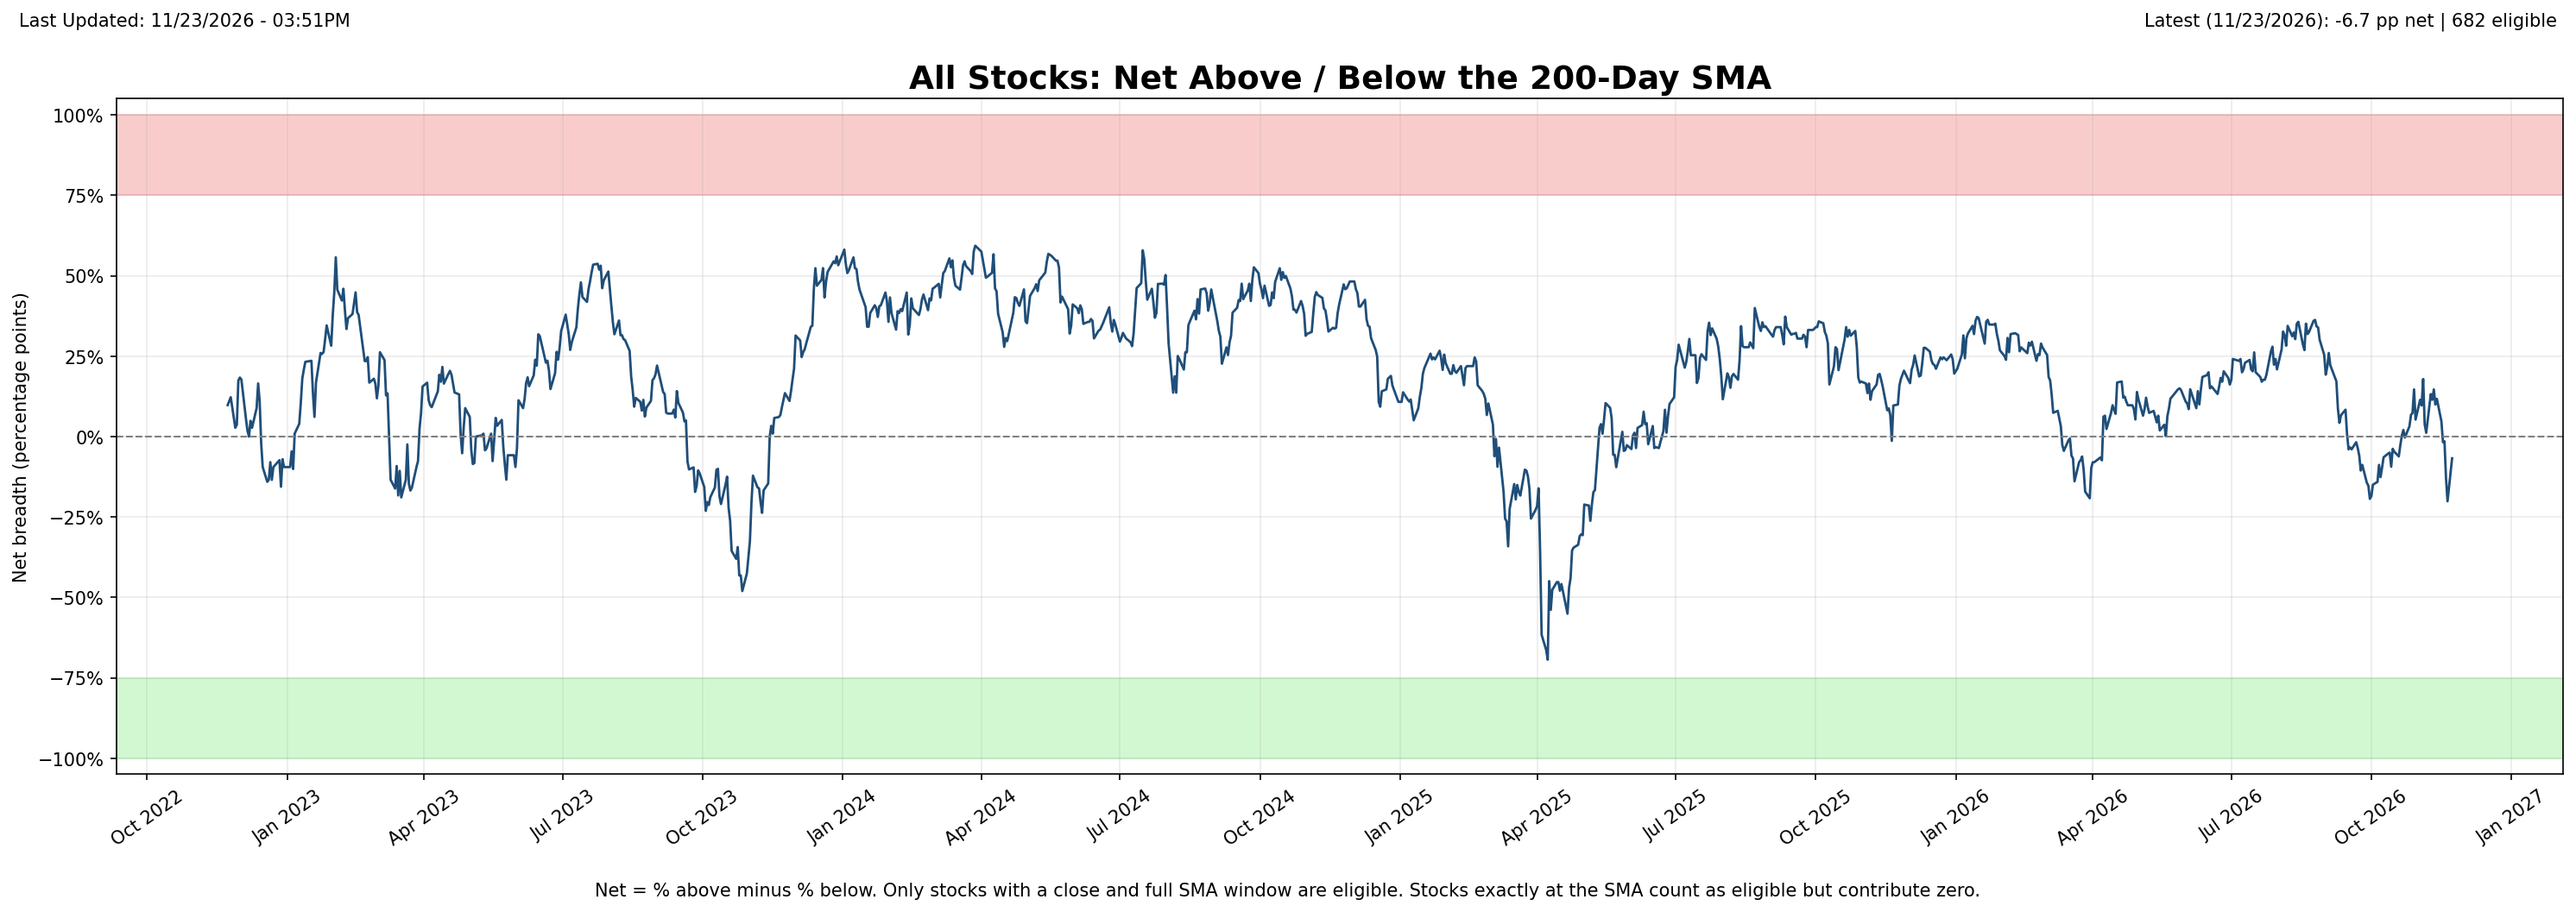 Last Updated: 11/23/2026 - 03:51PM
Latest (11/23/2026): -6.7 pp net | 682 eligible
All Stocks: Net Above / Below the 200-Day SMA
Net breadth (percentage points)
100%
75%
50%
25%
0%
−25%
−50%
−75%
−100%
Oct 2022
Jan 2023
Apr 2023
Jul 2023
Oct 2023
Jan 2024
Apr 2024
Jul 2024
Oct 2024
Jan 2025
Apr 2025
Jul 2025
Oct 2025
Jan 2026
Apr 2026
Jul 2026
Oct 2026
Jan 2027
Net = % above minus % below. Only stocks with a close and full SMA window are eligible. Stocks exactly at the SMA count as eligible but contribute zero.